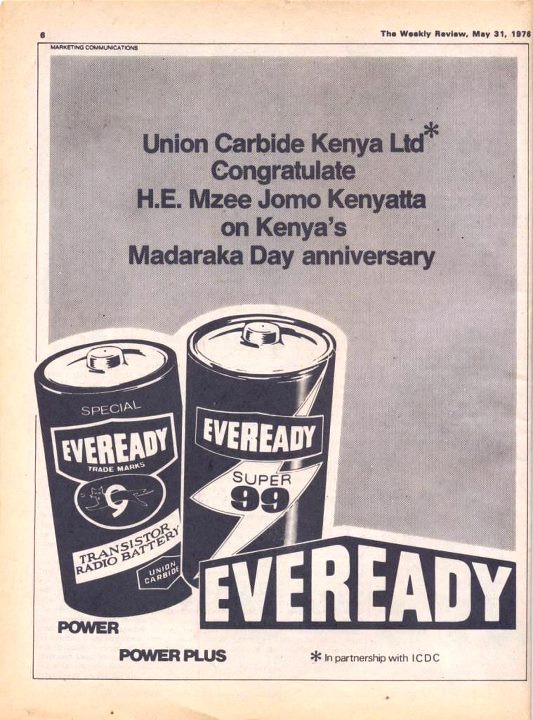 6
The Weekly Review, May 31, 1976
MARKETING COMMUNICATIONS
Union Carbide Kenya Ltd*
Congratulate
H.E. Mzee Jomo Kenyatta
on Kenya's
Madaraka Day anniversary
SPECIAL
EVEREADY
TRADE MARKS
9
TRANSISTOR
RADIO BATTERY
UNION
CARBIDE
EVEREADY
SUPER
99
EVEREADY
POWER
POWER PLUS
* In partnership with ICDC